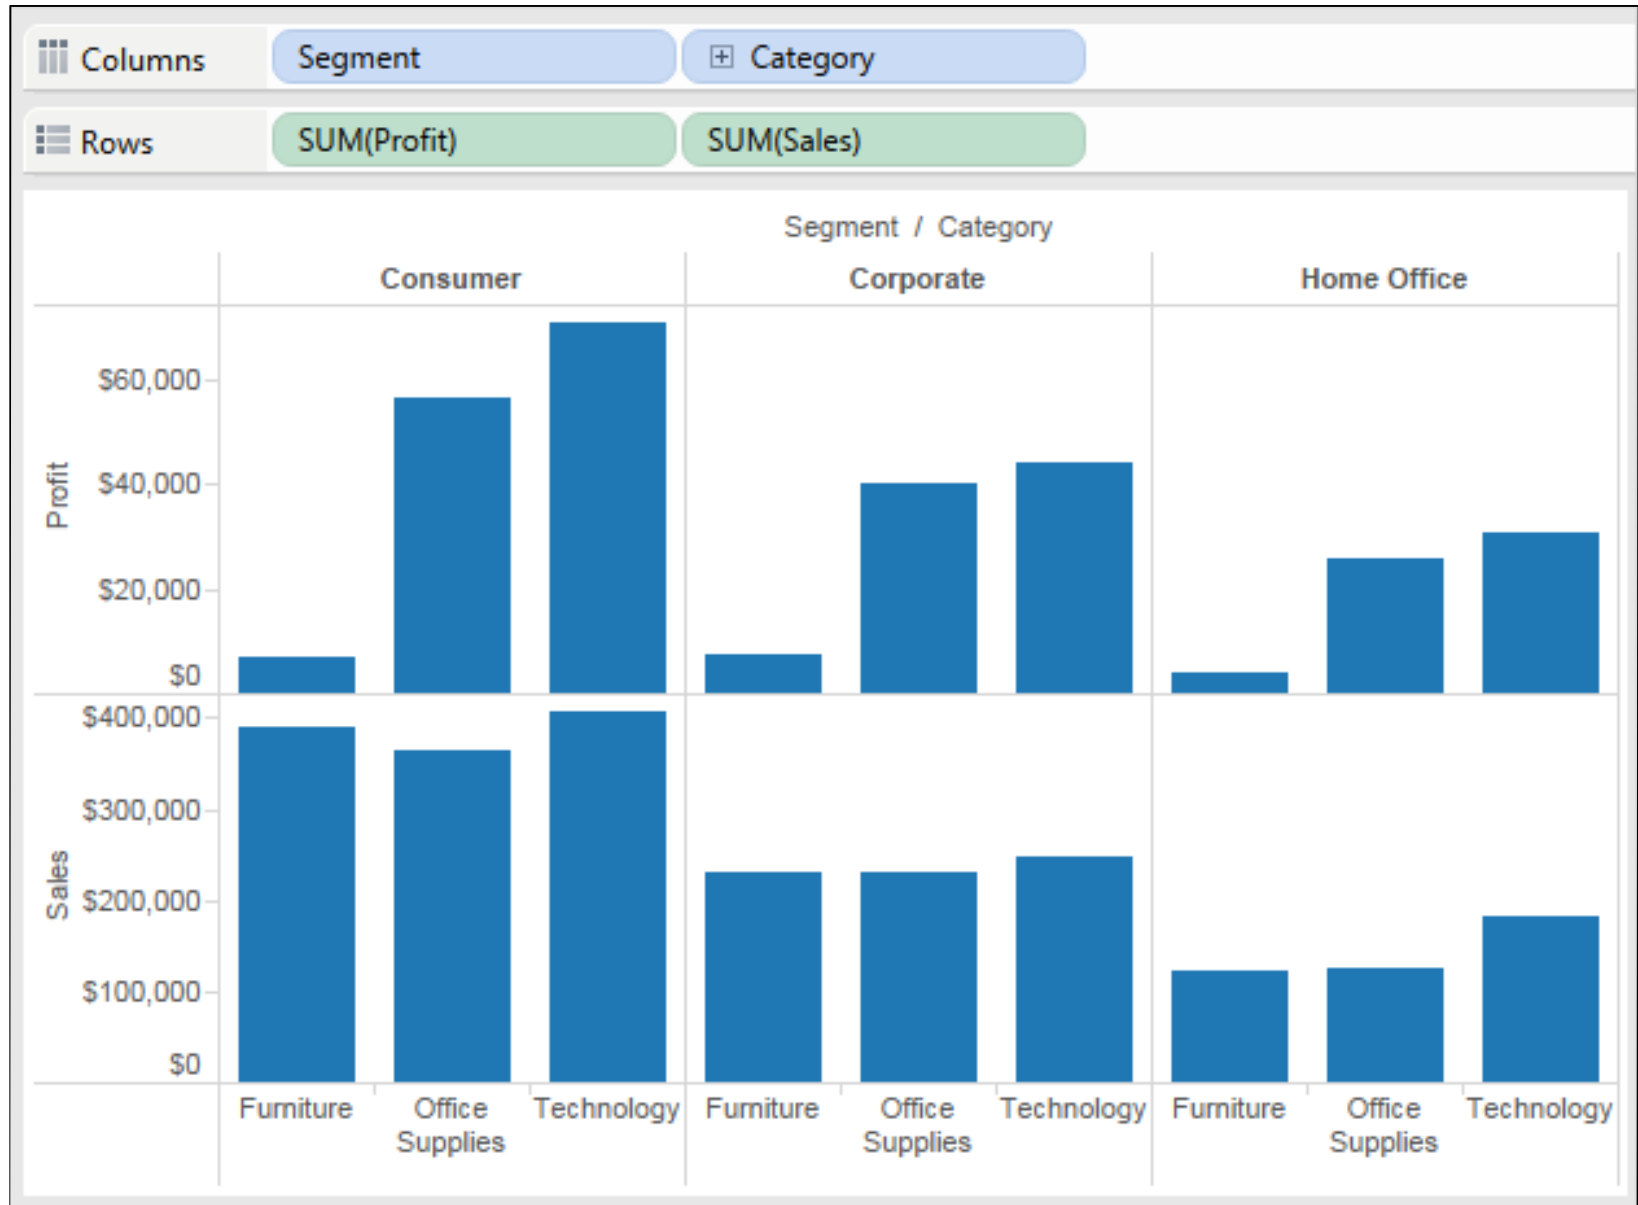 Columns Segment Category
Rows SUM(Profit) SUM(Sales)
Segment / Category
Consumer Corporate Home Office
Profit
$60,000
$40,000
$20,000
$0
Sales
$400,000
$300,000
$200,000
$100,000
$0
Furniture Office Supplies Technology Furniture Office Supplies Technology Furniture Office Supplies Technology